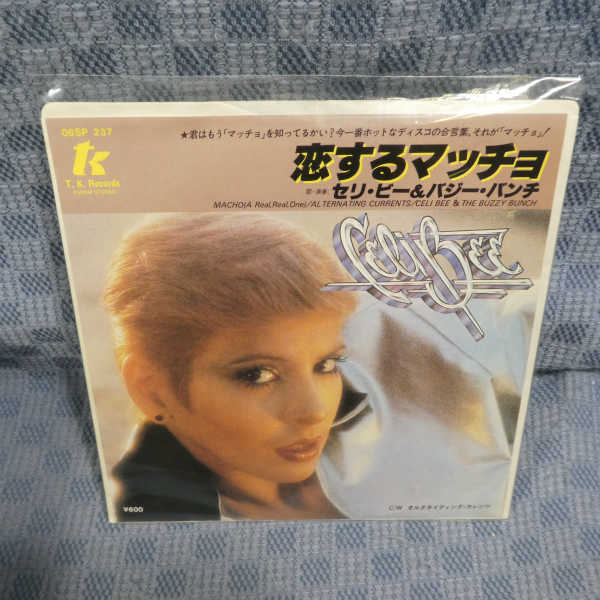 06SP 237
tk
T. K. Records
★君はもう「マッチョ」を知ってるかい？今一番ホットなディスコの合言葉、それが「マッチョ」！
恋するマッチョ
歌・演奏：セリ・ビー&バジー・バンチ
MACHO(A Real,Real,One)/ALTERNATING CURRENTS/CELI BEE & THE BUZZY BUNCH
CELI BEE
¥600
C/W オルタネイティング・カレンツ